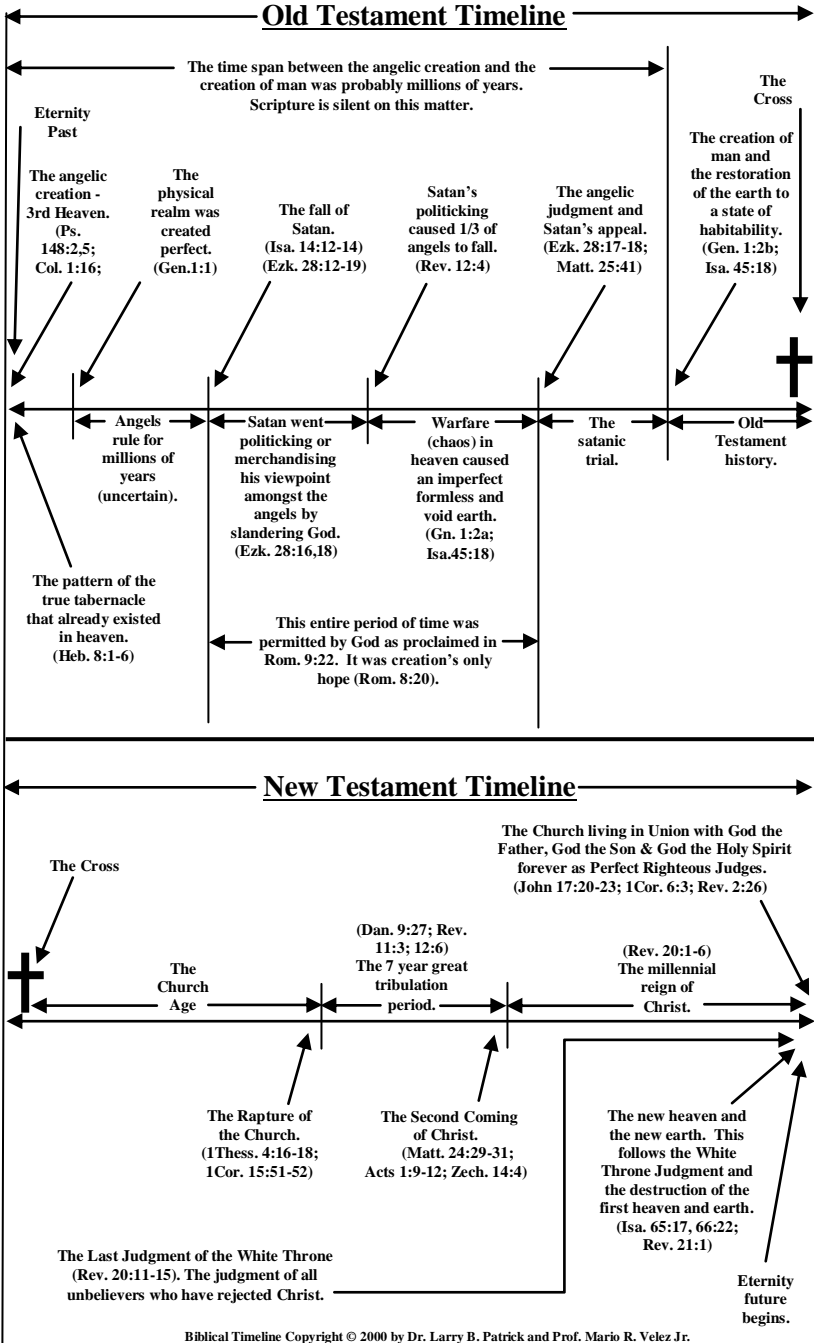 Old Testament Timeline
The time span between the angelic creation and the
creation of man was probably millions of years.
Scripture is silent on this matter.
The
Cross
Eternity
Past
The angelic
creation -
3rd Heaven.
(Ps.
148:2,5;
Col. 1:16;
The
physical
realm was
created
perfect.
(Gen.1:1)
The fall of
Satan.
(Isa. 14:12-14)
(Ezk. 28:12-19)
Satan's
politicking
caused 1/3 of
angels to fall.
(Rev. 12:4)
The angelic
judgment and
Satan's appeal.
(Ezk. 28:17-18;
Matt. 25:41)
The creation of
man and
the restoration
of the earth to
a state of
habitability.
(Gen. 1:2b;
Isa. 45:18)
Angels
rule for
millions of
years
(uncertain).
Satan went
politicking or
merchandising
his viewpoint
amongst the
angels by
slandering God.
(Ezk. 28:16,18)
Warfare
(chaos) in
heaven caused
an imperfect
formless and
void earth.
(Gn. 1:2a;
Isa.45:18)
The
satanic
trial.
Old
Testament
history.
The pattern of the
true tabernacle
that already existed
in heaven.
(Heb. 8:1-6)
This entire period of time was
permitted by God as proclaimed in
Rom. 9:22.  It was creation's only
hope (Rom. 8:20).
New Testament Timeline
The Church living in Union with God the
Father, God the Son & God the Holy Spirit
forever as Perfect Righteous Judges.
(John 17:20-23; 1Cor. 6:3; Rev. 2:26)
The Cross
The
Church
Age
(Dan. 9:27; Rev.
11:3; 12:6)
The 7 year great
tribulation
period.
(Rev. 20:1-6)
The millennial
reign of
Christ.
The Rapture of
the Church.
(1Thess. 4:16-18;
1Cor. 15:51-52)
The Second Coming
of Christ.
(Matt. 24:29-31;
Acts 1:9-12; Zech. 14:4)
The new heaven and
the new earth.  This
follows the White
Throne Judgment and
the destruction of the
first heaven and earth.
(Isa. 65:17, 66:22;
Rev. 21:1)
The Last Judgment of the White Throne
(Rev. 20:11-15). The judgment of all
unbelievers who have rejected Christ.
Eternity
future
begins.
Biblical Timeline Copyright © 2000 by Dr. Larry B. Patrick and Prof. Mario R. Velez Jr.